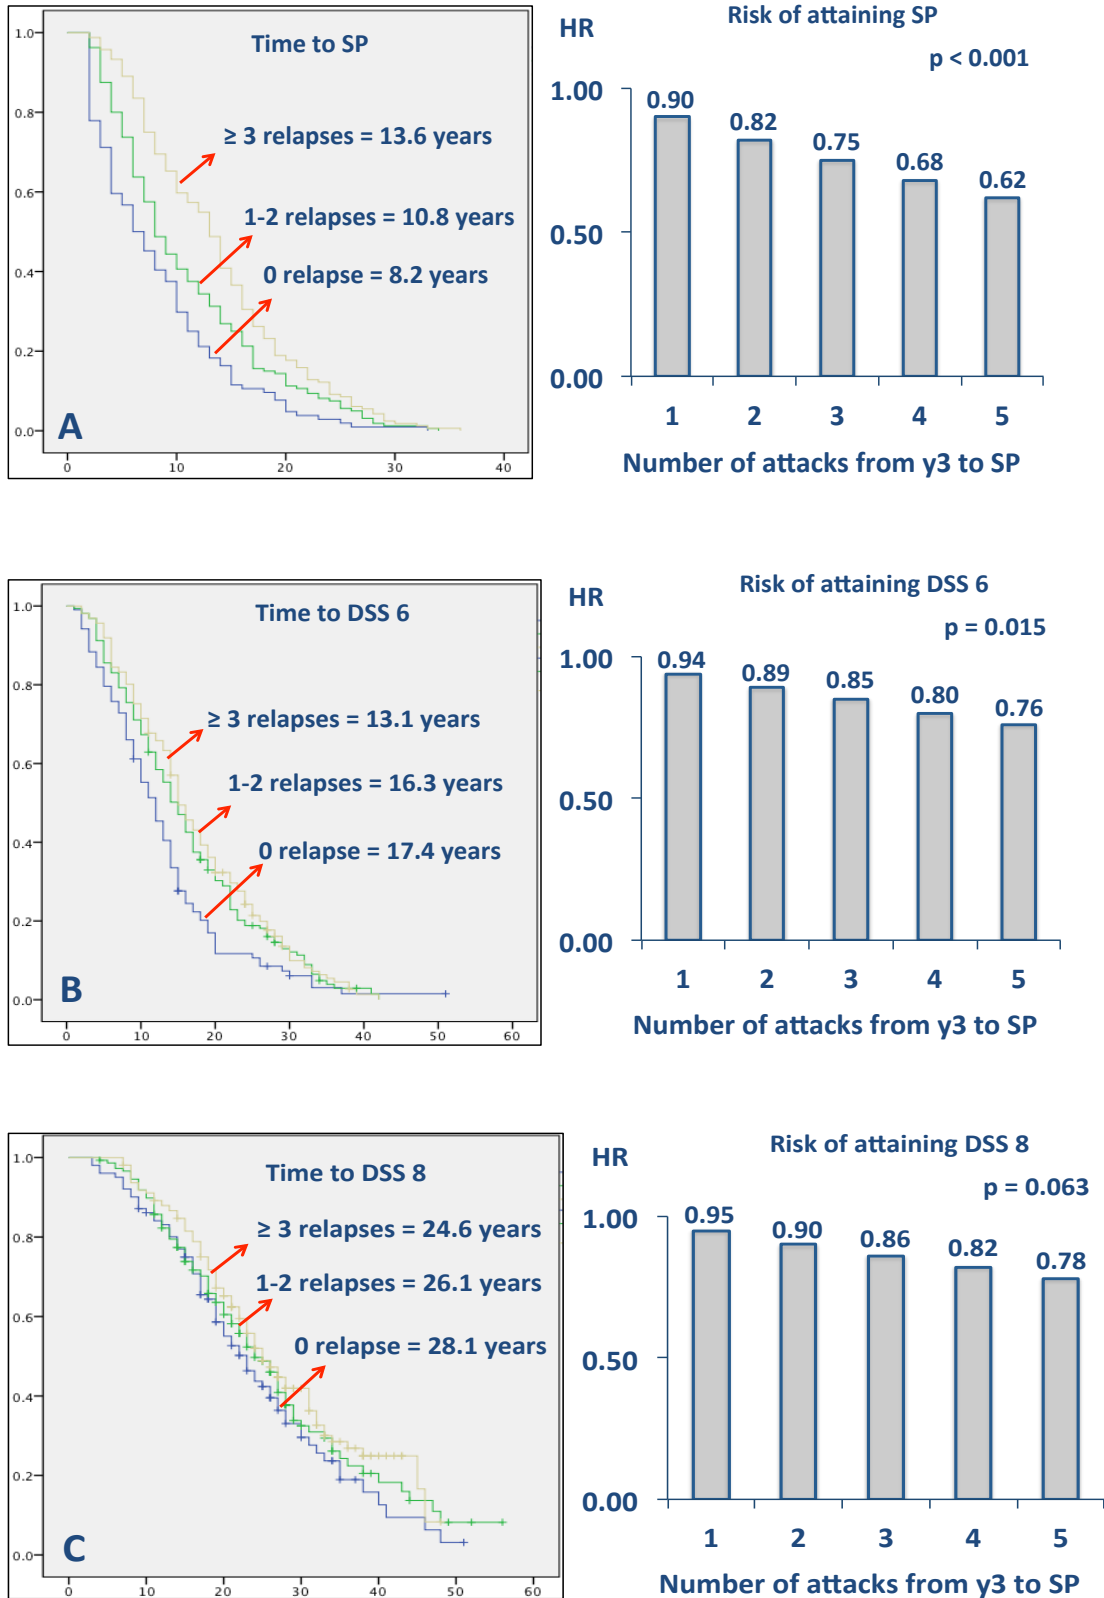 Time to SP
1.0
0.8
0.6
0.4
0.2
0.0
≥ 3 relapses = 13.6 years
1-2 relapses = 10.8 years
0 relapse = 8.2 years
A
0 10 20 30 40
Risk of attaining SP
HR
p < 0.001
1.00
0.50
0.00
0.90 0.82 0.75 0.68 0.62
1 2 3 4 5
Number of attacks from y3 to SP
Time to DSS 6
1.0
0.8
0.6
0.4
0.2
0.0
≥ 3 relapses = 13.1 years
1-2 relapses = 16.3 years
0 relapse = 17.4 years
B
0 10 20 30 40 50 60
Risk of attaining DSS 6
HR
p = 0.015
1.00
0.50
0.00
0.94 0.89 0.85 0.80 0.76
1 2 3 4 5
Number of attacks from y3 to SP
Time to DSS 8
1.0
0.8
0.6
0.4
0.2
0.0
≥ 3 relapses = 24.6 years
1-2 relapses = 26.1 years
0 relapse = 28.1 years
C
0 10 20 30 40 50 60
Risk of attaining DSS 8
HR
p = 0.063
1.00
0.50
0.00
0.95 0.90 0.86 0.82 0.78
1 2 3 4 5
Number of attacks from y3 to SP